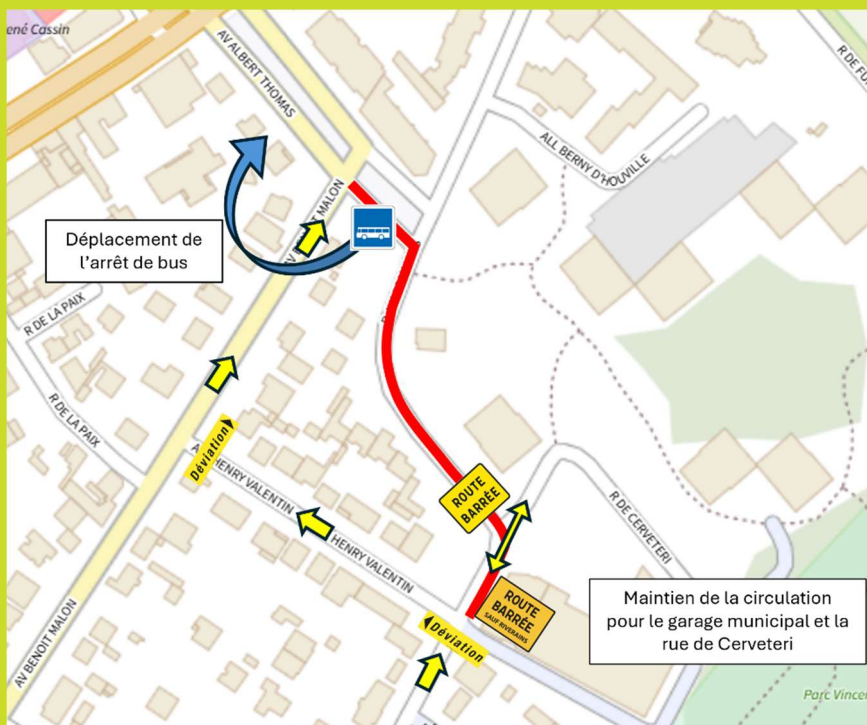 ené Cassin
AV ALBERT THOMAS
R DE FU
ALL BERNY D'HOUVILLE
MALON
Déplacement de
l'arrêt de bus
R DE LA PAIX
R DE LA PAIX
Déviation
HENRY VALENTIN
HENRY VALENTIN
ROUTE
BARRÉE
R DE CERVETERI
ROUTE
BARRÉE
SAUF RIVERAINS
Déviation
Maintien de la circulation
pour le garage municipal et la
rue de Cerveteri
AV BENOIT MALON
Parc Vincen